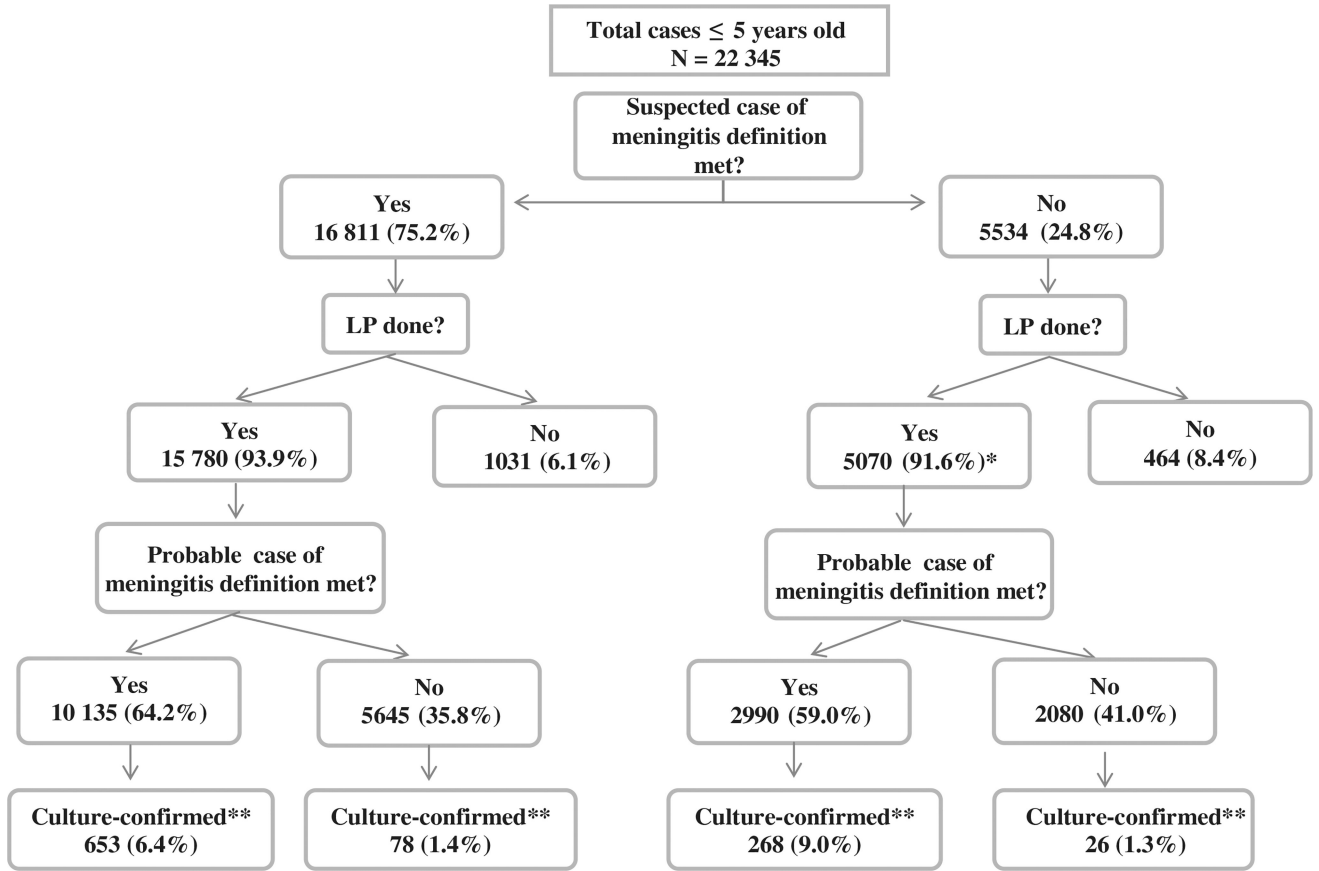 Total cases ≤ 5 years old
N = 22 345
Suspected case of
meningitis definition
met?
Yes
16 811 (75.2%)
No
5534 (24.8%)
LP done?
LP done?
Yes
15 780 (93.9%)
No
1031 (6.1%)
Yes
5070 (91.6%)*
No
464 (8.4%)
Probable case of
meningitis definition met?
Probable case of
meningitis definition met?
Yes
10 135 (64.2%)
No
5645 (35.8%)
Yes
2990 (59.0%)
No
2080 (41.0%)
Culture-confirmed**
653 (6.4%)
Culture-confirmed**
78 (1.4%)
Culture-confirmed**
268 (9.0%)
Culture-confirmed**
26 (1.3%)